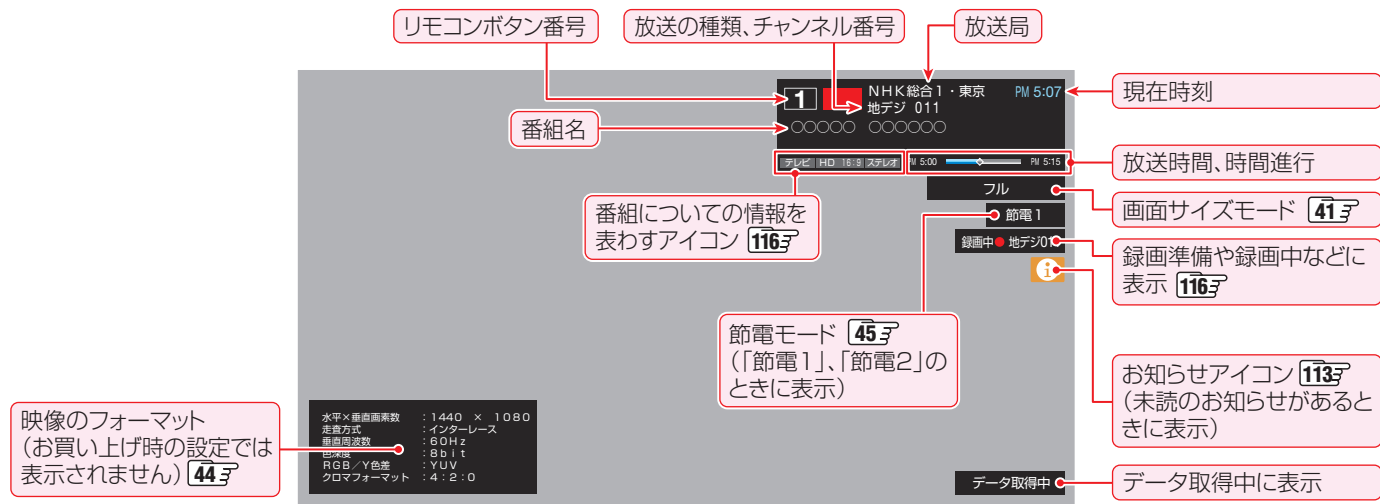 リモコンボタン番号
放送の種類、チャンネル番号
放送局
1
NHK総合1・東京
PM 5:07
地デジ 011
現在時刻
番組名
○○○○○ ○○○○○○
テレビ HD 16:9 ステレオ
PM 5:00
PM 5:15
放送時間、時間進行
フル
画面サイズモード 41
番組についての情報を
表わすアイコン 116
節電1
録画中●地デジ01
録画準備や録画中などに
表示 116
i
節電モード 45
(「節電1」、「節電2」の
ときに表示)
お知らせアイコン 113
(未読のお知らせがあると
きに表示)
映像のフォーマット
(お買い上げ時の設定では
表示されません) 44
水平×垂直画素数 :1440 × 1080
走査方式 :インターレース
垂直周波数 :60Hz
色深度 :8bit
RGB/Y色差 :YUV
クロマフォーマット :4:2:0
データ取得中
データ取得中に表示